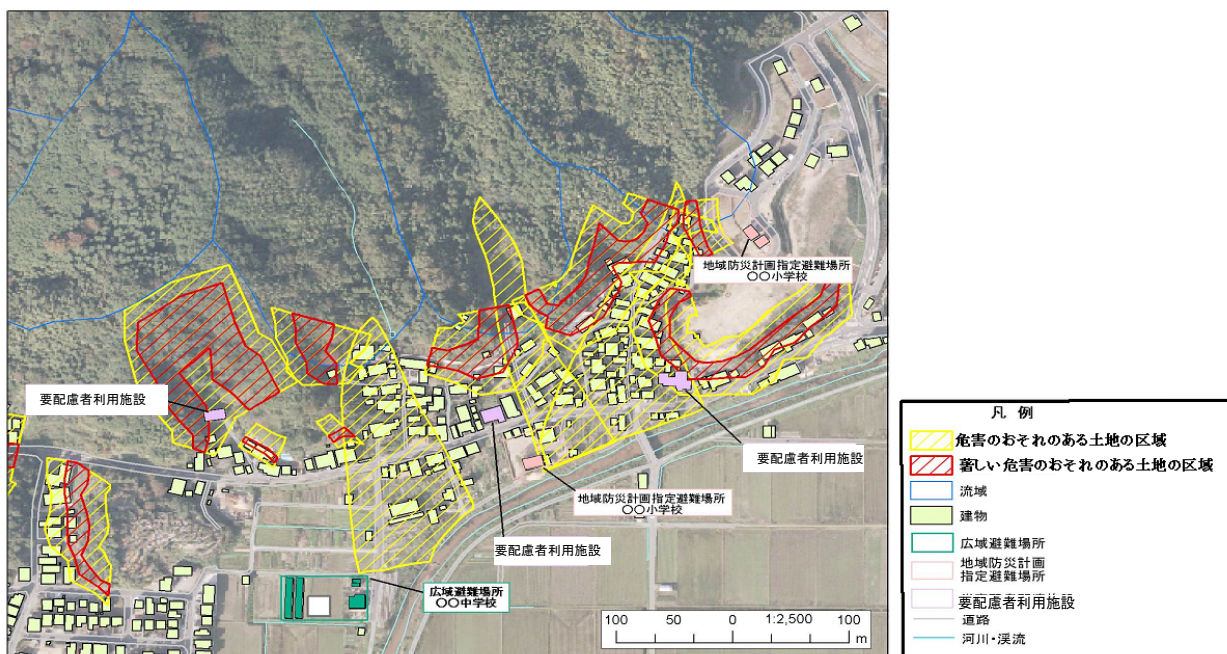 地域防災計画指定避難場所
〇〇小学校
要配慮者利用施設
要配慮者利用施設
地域防災計画指定避難場所
〇〇小学校
要配慮者利用施設
広域避難場所
〇〇中学校
100 50 0 1:2,500 100
m
凡 例
危害のおそれのある土地の区域
著しい危害のおそれのある土地の区域
流域
建物
広域避難場所
地域防災計画
指定避難場所
要配慮者利用施設
道路
河川・渓流